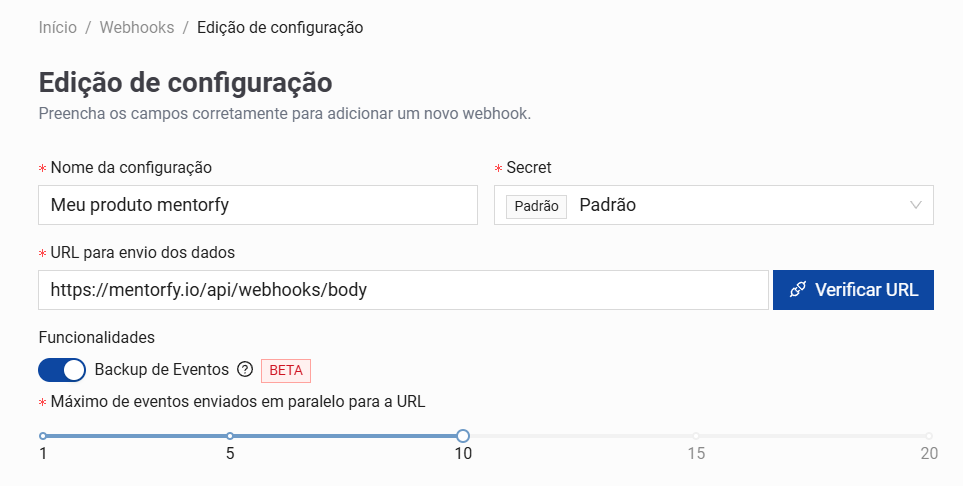 Início / Webhooks / Edição de configuração
Edição de configuração
Preencha os campos corretamente para adicionar um novo webhook.
* Nome da configuração
* Secret
Meu produto mentorfy
Padrão Padrão
* URL para envio dos dados
https://mentorfy.io/api/webhooks/body
Verificar URL
Funcionalidades
Backup de Eventos ? BETA
* Máximo de eventos enviados em paralelo para a URL
1 5 10 15 20